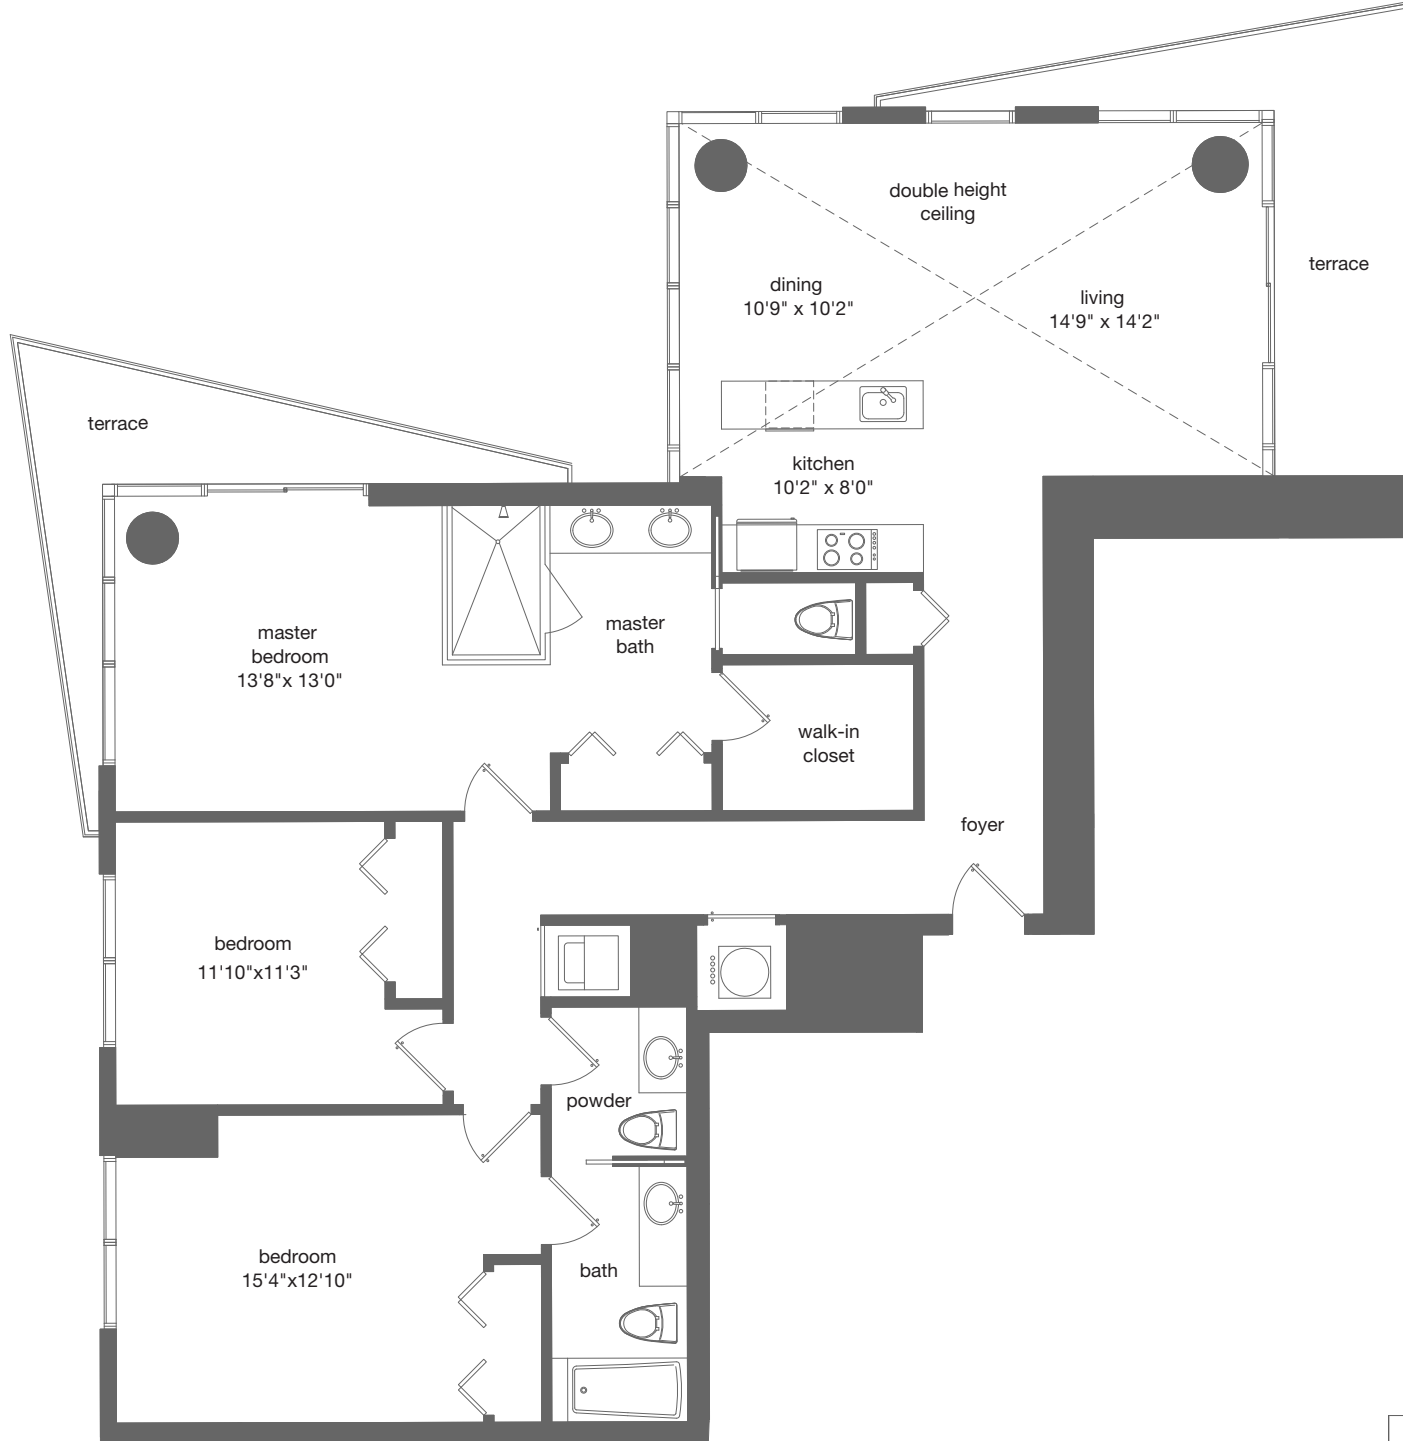 double height
ceiling
terrace
dining
10'9" x 10'2"
living
14'9" x 14'2"
terrace
kitchen
10'2" x 8'0"
master
bedroom
13'8"x 13'0"
master
bath
walk-in
closet
foyer
bedroom
11'10"x11'3"
powder
bedroom
15'4"x12'10"
bath